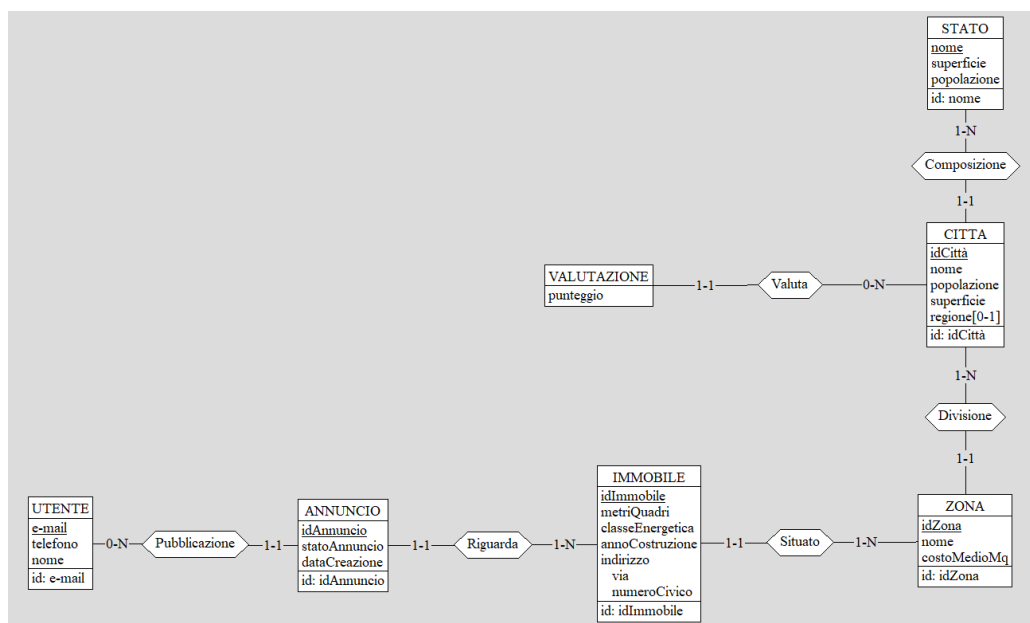 STATO
nome
superficie
popolazione
id: nome
1-N
Composizione
1-1
CITTA
idCittà
nome
popolazione
superficie
regione[0-1]
id: idCittà
VALUTAZIONE
punteggio
1-1
Valuta
0-N
1-N
Divisione
1-1
ZONA
idZona
nome
costoMedioMq
id: idZona
UTENTE
e-mail
telefono
nome
id: e-mail
0-N
Pubblicazione
1-1
ANNUNCIO
idAnnuncio
statoAnnuncio
dataCreazione
id: idAnnuncio
1-1
Riguarda
1-N
IMMOBILE
idImmobile
metriQuadri
classeEnergetica
annoCostruzione
indirizzo
via
numeroCivico
id: idImmobile
1-1
Situato
1-N